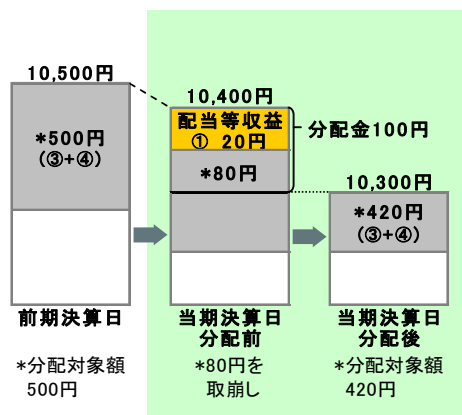 10,500円
*500円
(③+④)
前期決算日
*分配対象額
500円
10,400円
配当等収益
① 20円
*80円
分配金100円
当期決算日
分配前
*80円を
取崩し
10,300円
*420円
(③+④)
当期決算日
分配後
*分配対象額
420円